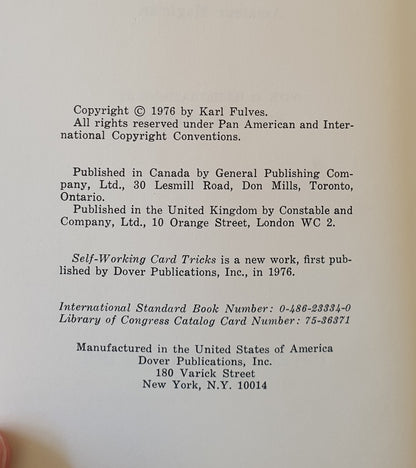 Copyright © 1976 by Karl Fulves.
All rights reserved under Pan American and Inter-
national Copyright Conventions.
Published in Canada by General Publishing Com-
pany, Ltd., 30 Lesmill Road, Don Mills, Toronto,
Ontario.
Published in the United Kingdom by Constable and
Company, Ltd., 10 Orange Street, London WC 2.
Self-Working Card Tricks is a new work, first pub-
lished by Dover Publications, Inc., in 1976.
International Standard Book Number: 0-486-23334-0
Library of Congress Catalog Card Number: 75-36371
Manufactured in the United States of America
Dover Publications, Inc.
180 Varick Street
New York, N.Y. 10014